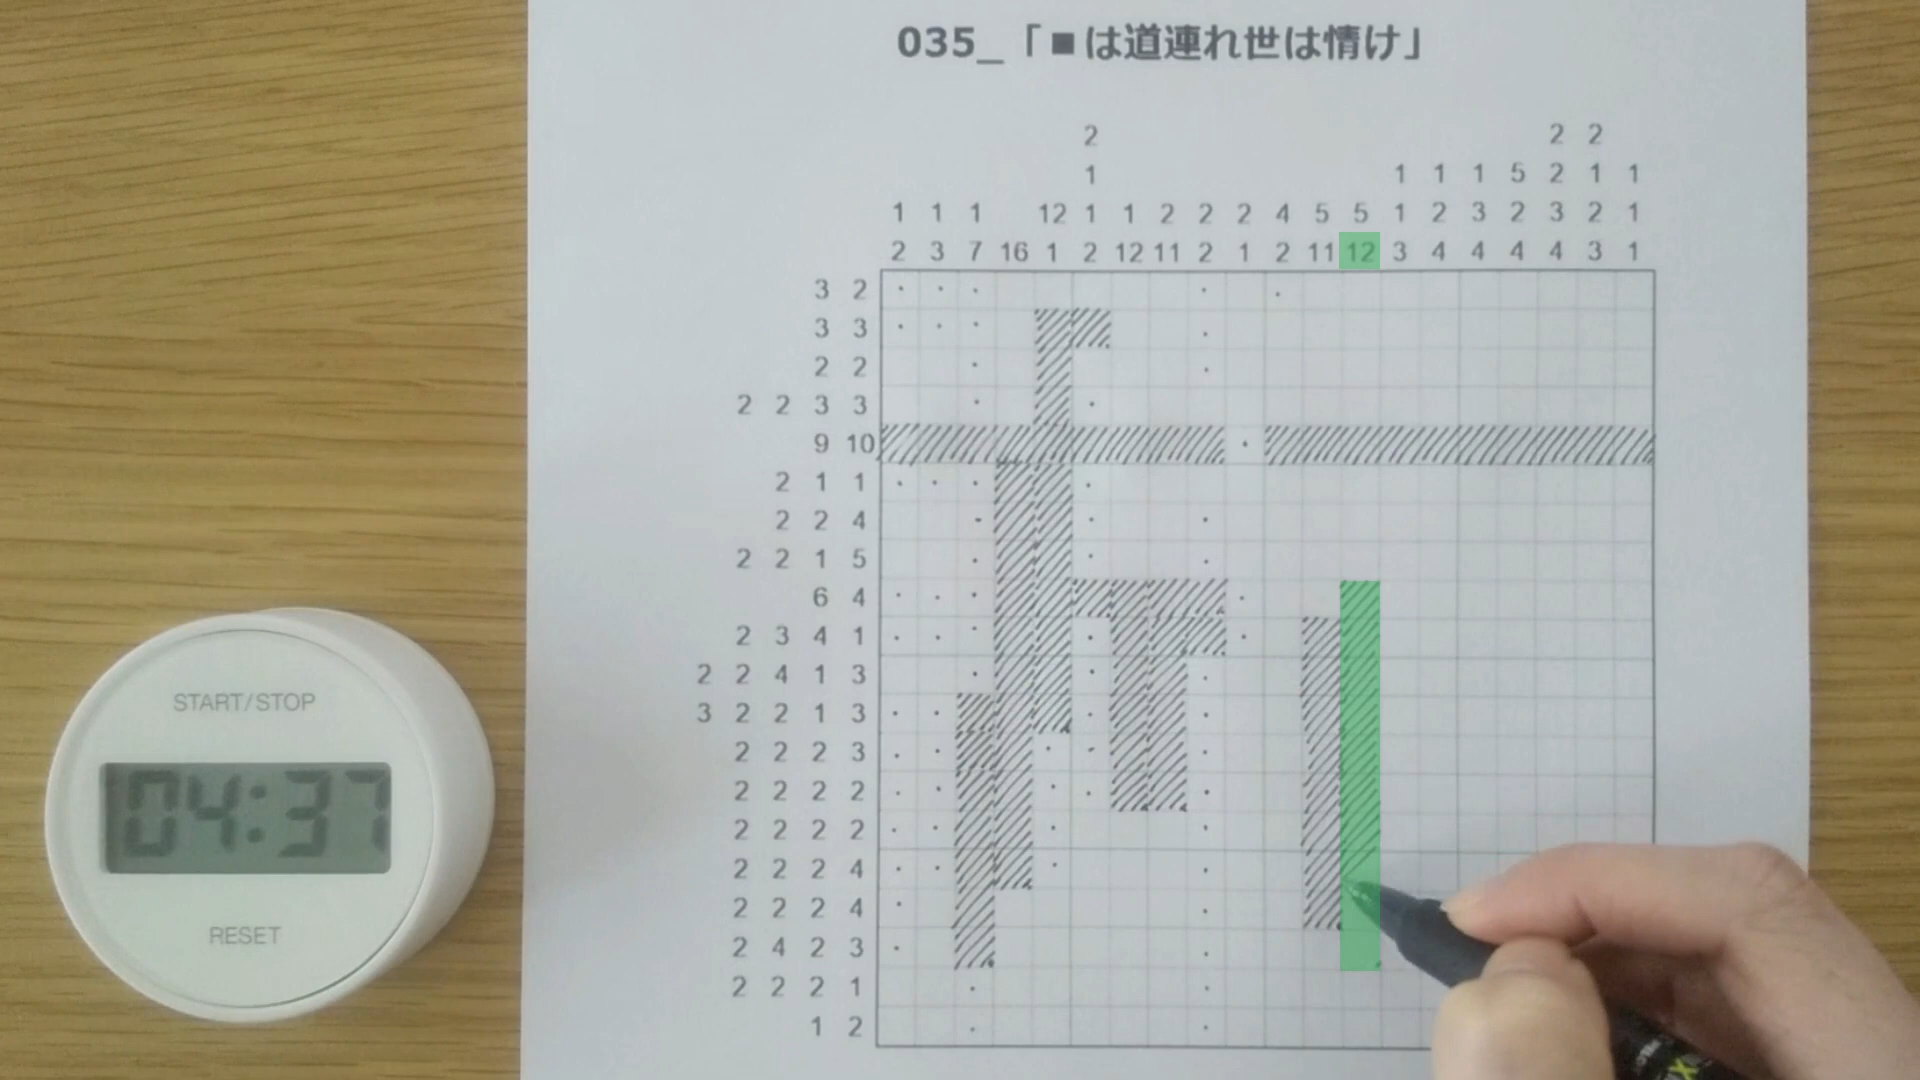 035_「■は道連れ世は情け」
2 2 2
1 1 1 1 5 2 1 1
1 1 1 12 1 1 2 2 2 4 5 5 1 2 3 2 3 2 1
2 3 7 16 1 2 12 11 2 1 2 11 12 3 4 4 4 4 3 1
3 2
3 3
2 2
2 2 3 3
9 10
2 1 1
2 2 4
2 2 1 5
6 4
2 3 4 1
2 2 4 1 3
3 2 2 1 3
2 2 2 3
2 2 2 2
2 2 2 2
2 2 2 4
2 2 2 4
2 4 2 3
2 2 2 1
1 2
START/STOP
04:37
RESET